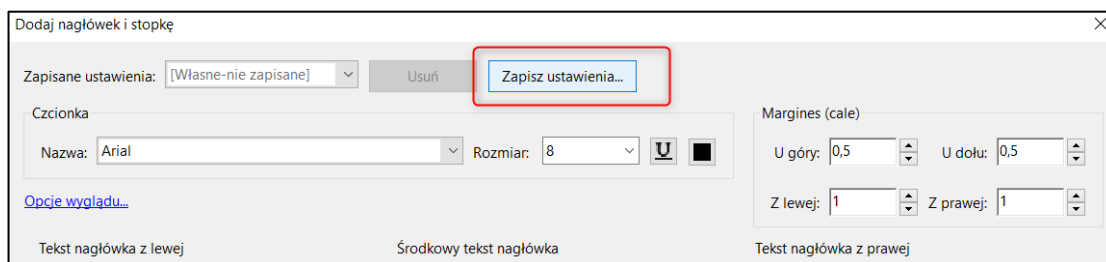 Dodaj nagłówek i stopkę
Zapisane ustawienia: [Własne-nie zapisane] Usuń Zapisz ustawienia...
Czcionka
Margines (cale)
Nazwa: Arial Rozmiar: 8 U
U góry: 0,5 U dołu: 0,5
Opcje wyglądu...
Z lewej: 1 Z prawej: 1
Tekst nagłówka z lewej Środkowy tekst nagłówka Tekst nagłówka z prawej